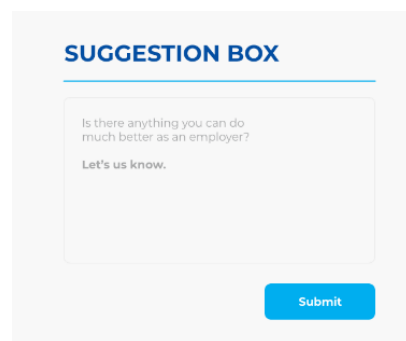 SUGGESTION BOX
Is there anything you can do
much better as an employer?
Let's us know.
Submit